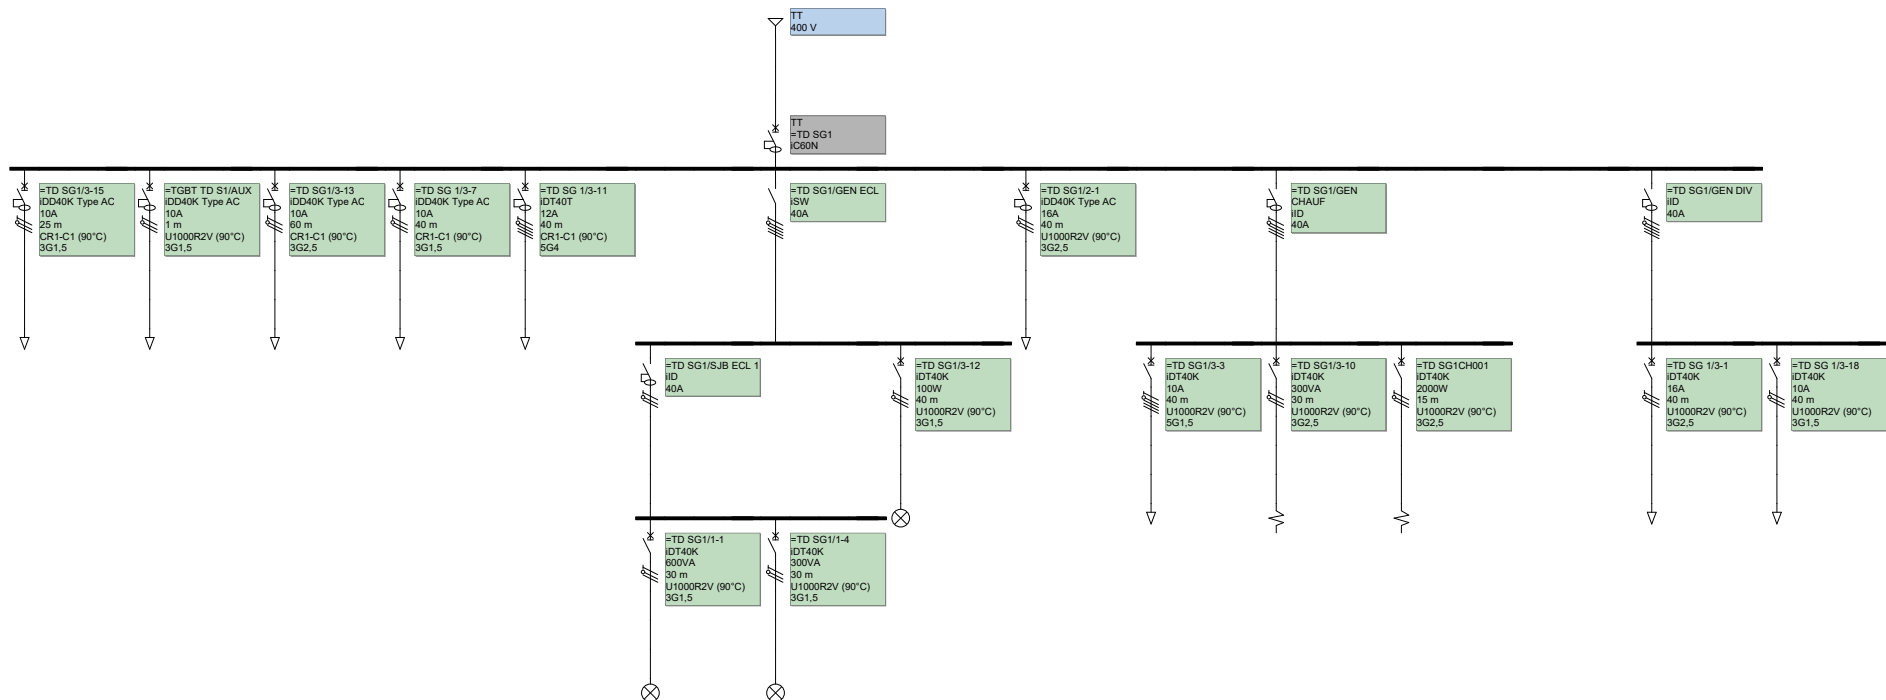 TT
400 V
TT
=TD SG1
iC60N
=TD SG1/3-15
iDD40K Type AC
10A
25 m
CR1-C1 (90°C)
3G1,5
=TGBT TD S1/AUX
iDD40K Type AC
10A
1 m
U1000R2V (90°C)
3G1,5
=TD SG1/3-13
iDD40K Type AC
10A
60 m
CR1-C1 (90°C)
3G2,5
=TD SG 1/3-7
iDD40K Type AC
10A
40 m
CR1-C1 (90°C)
3G1,5
=TD SG 1/3-11
iDT40T
12A
40 m
CR1-C1 (90°C)
5G4
=TD SG1/GEN ECL
iSW
40A
=TD SG1/2-1
iDD40K Type AC
16A
40 m
U1000R2V (90°C)
3G2,5
=TD SG1/GEN
CHAUF
iID
40A
=TD SG1/GEN DIV
iID
40A
=TD SG1/SJB ECL 1
iID
40A
=TD SG1/3-12
iDT40K
100W
40 m
U1000R2V (90°C)
3G1,5
=TD SG1/3-3
iDT40K
10A
40 m
U1000R2V (90°C)
5G1,5
=TD SG1/3-10
iDT40K
300VA
30 m
U1000R2V (90°C)
3G2,5
=TD SG1CH001
iDT40K
2000W
15 m
U1000R2V (90°C)
3G2,5
=TD SG 1/3-1
iDT40K
16A
40 m
U1000R2V (90°C)
3G2,5
=TD SG 1/3-18
iDT40K
10A
40 m
U1000R2V (90°C)
3G1,5
=TD SG1/1-1
iDT40K
600VA
30 m
U1000R2V (90°C)
3G1,5
=TD SG1/1-4
iDT40K
300VA
30 m
U1000R2V (90°C)
3G1,5